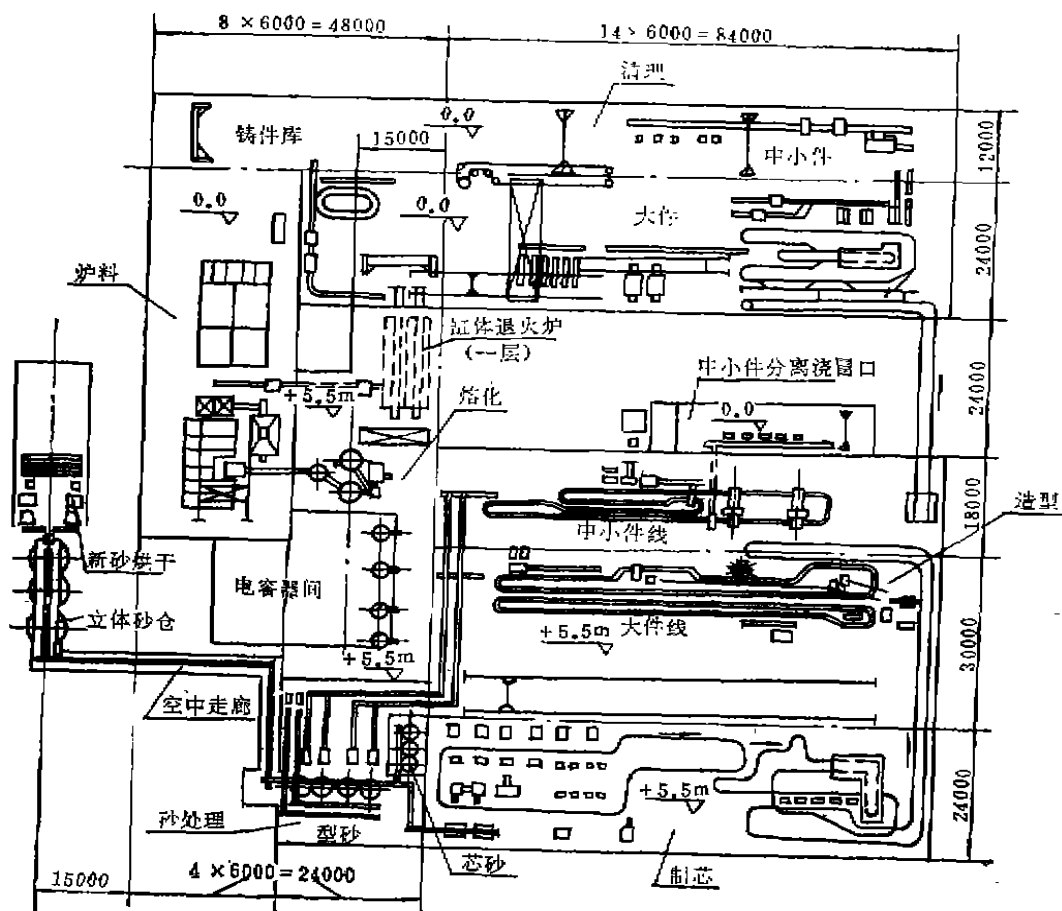 8 × 6000 = 48000
14 × 6000 = 84000
清理
0.0
铸件库
15000
中小件
12000
0.0
0.0
大件
24000
炉料
缸体退火炉
(一层)
中小件分离浇冒口
24000
+5.5m
熔化
0.0
18000
造型
中小件线
新砂烘干
电容器间
立体砂仓
大件线
+5.5m
+5.5m
30000
空中走廊
+5.5m
24000
砂处理
型砂
芯砂
制芯
15000
4 × 6000 = 24000